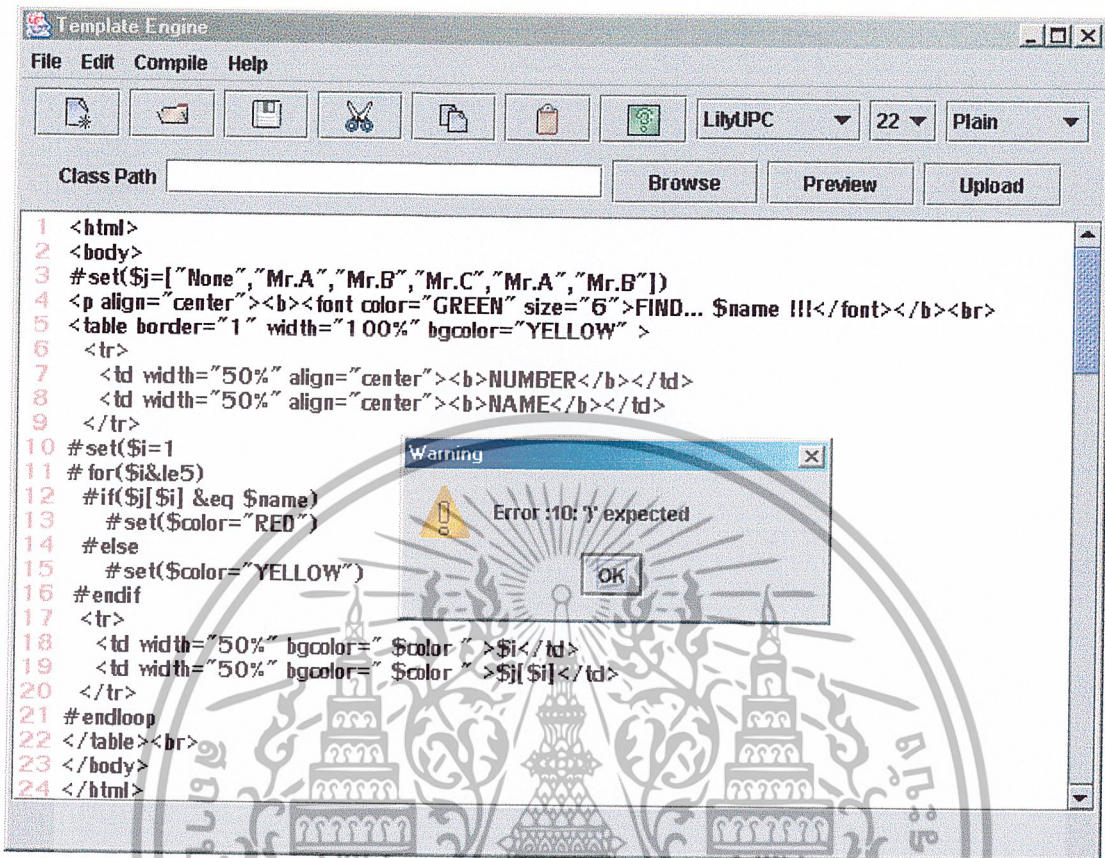 Template Engine
File Edit Compile Help
LilyUPC 22 Plain
Class Path Browse Preview Upload
1 <html>
2 <body>
3 #set($j=["None","Mr.A","Mr.B","Mr.C","Mr.A","Mr.B"])
4 <p align="center"><b><font color="GREEN" size="6">FIND... $name !!!</font></b><br>
5 <table border="1" width="100%" bgcolor="YELLOW" >
6 <tr>
7 <td width="50%" align="center"><b>NUMBER</b></td>
8 <td width="50%" align="center"><b>NAME</b></td>
9 </tr>
10 #set($i=1
11 #for($i&le5)
12 #if($j[$i] &eq $name)
13 #set($color="RED")
14 #else
15 #set($color="YELLOW")
16 #endif
17 <tr>
18 <td width="50%" bgcolor=" $color " >$i</td>
19 <td width="50%" bgcolor=" $color " >$j[$i]</td>
20 </tr>
21 #endloop
22 </table><br>
23 </body>
24 </html>
Warning
Error :10: ')' expected
OK